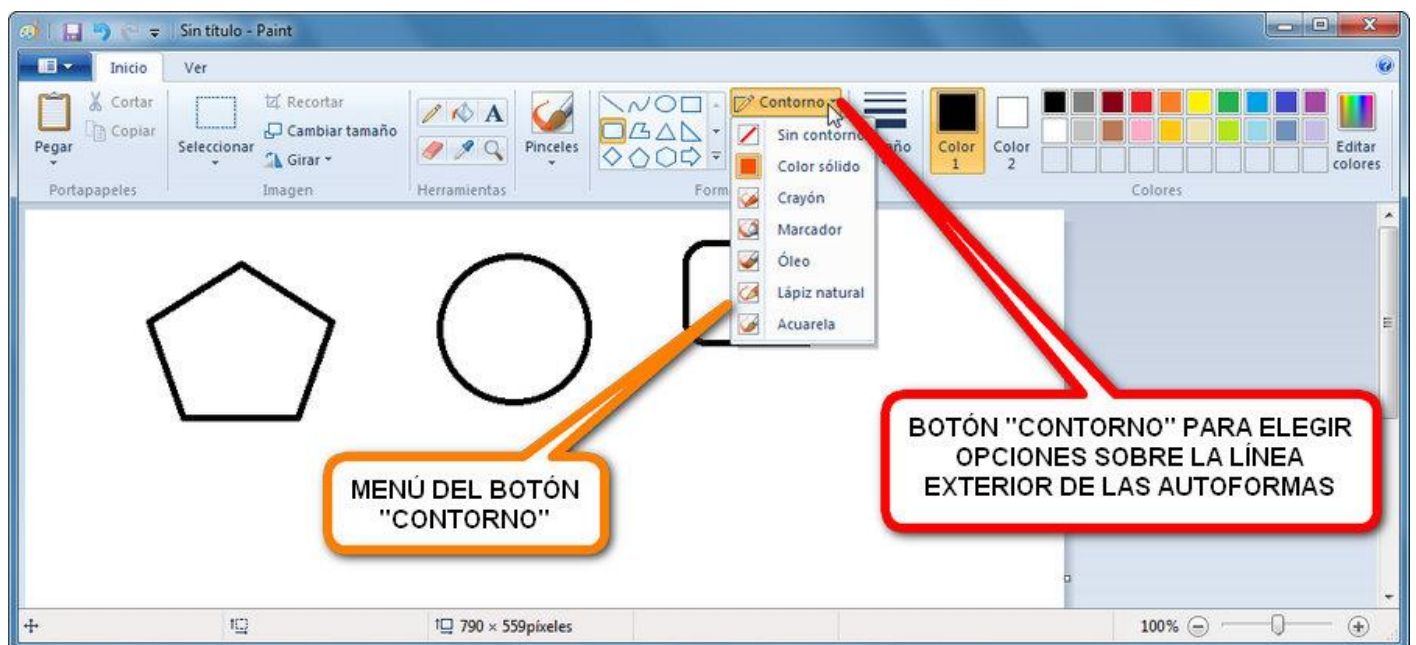 Sin título - Paint
Inicio
Ver
Pegar
Cortar
Copiar
Portapapeles
Seleccionar
Recortar
Cambiar tamaño
Girar
Imagen
A
Herramientas
Pinceles
Contorno
Sin contorno
Color sólido
Crayón
Marcador
Óleo
Lápiz natural
Acuarela
Color
1
Color
2
Editar
colores
Colores
MENÚ DEL BOTÓN
"CONTORNO"
BOTÓN "CONTORNO" PARA ELEGIR
OPCIONES SOBRE LA LÍNEA
EXTERIOR DE LAS AUTOFORMAS
790 × 559píxeles
100%